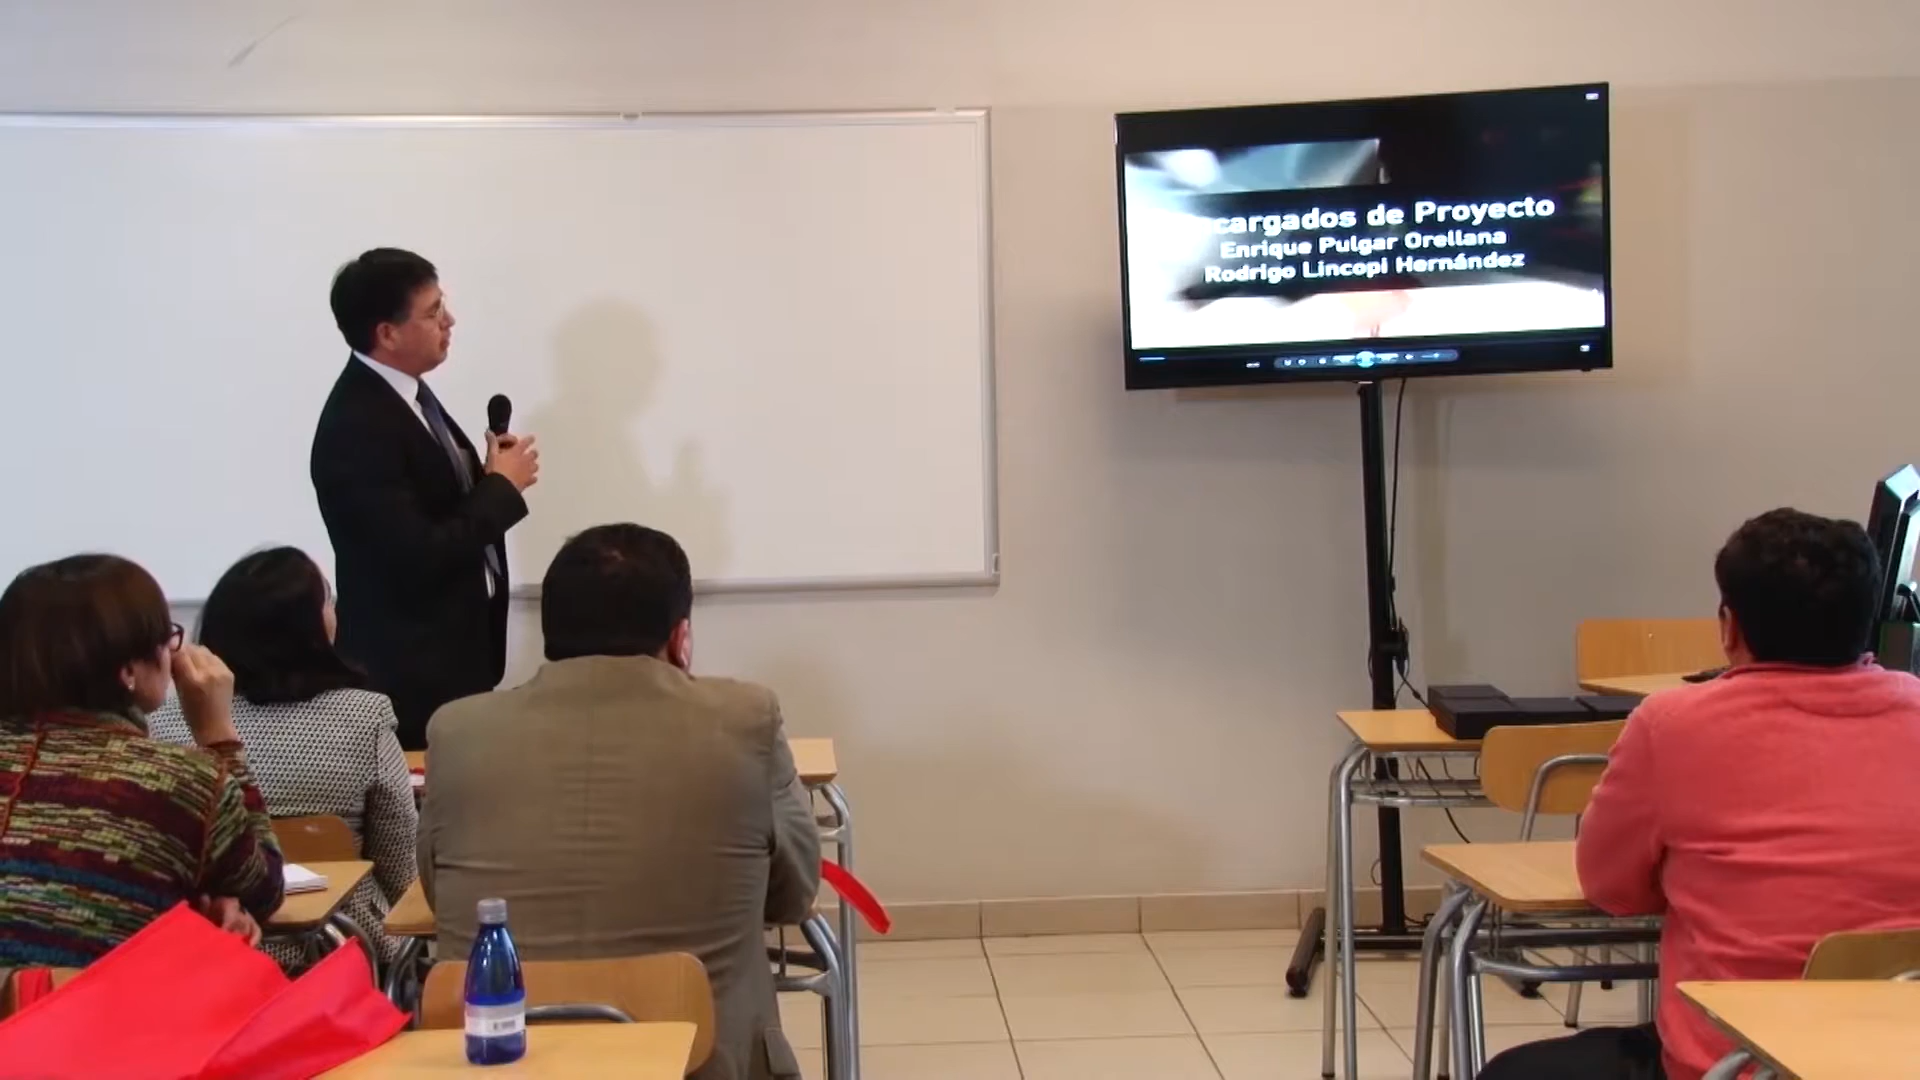 cargados de Proyecto
Enrique Pulgar Orellana
Rodrigo Lincopi Hernández